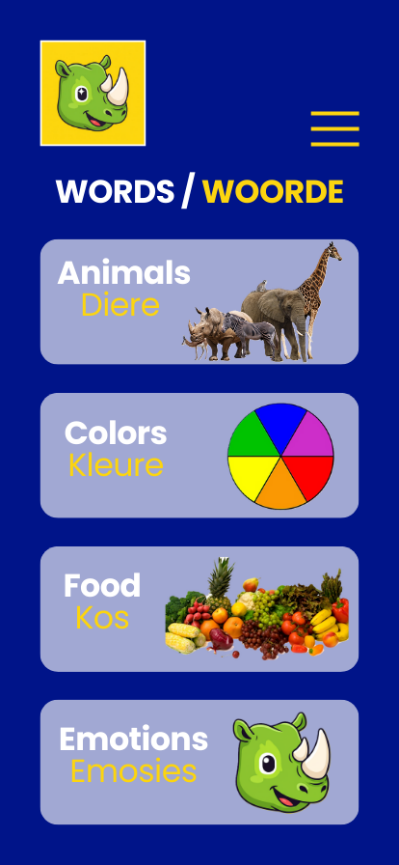 WORDS / WOORDE
Animals
Diere
Colors
Kleure
Food
Kos
Emotions
Emosies